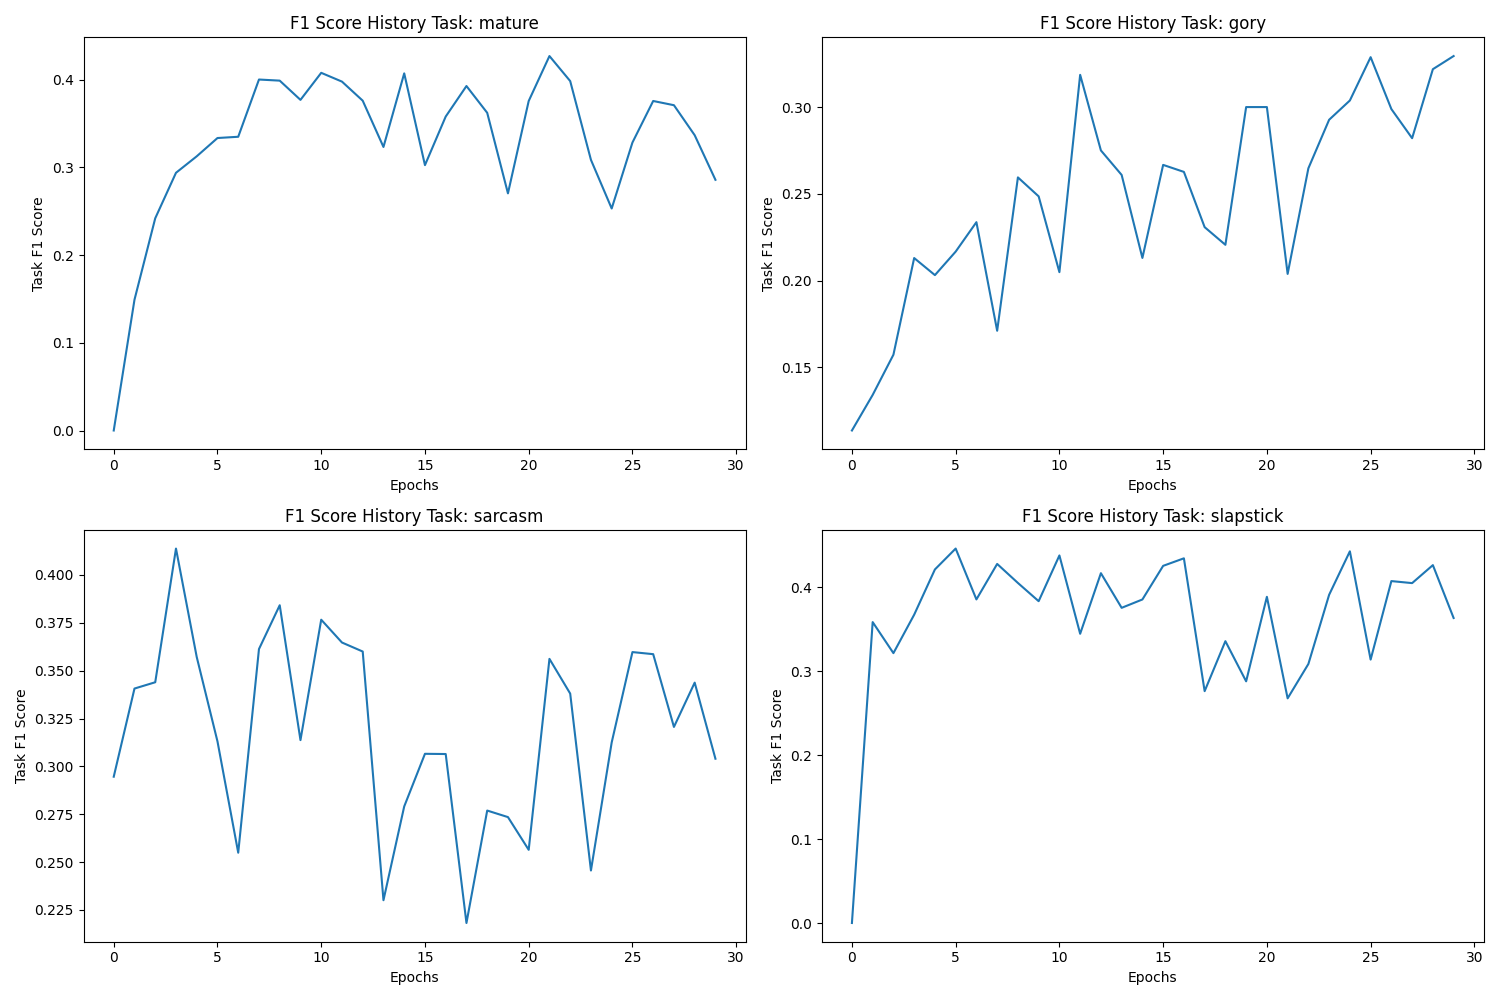 F1 Score History Task: mature
Task F1 Score
0.4
0.3
0.2
0.1
0.0
0 5 10 15 20 25 30
Epochs
F1 Score History Task: gory
Task F1 Score
0.30
0.25
0.20
0.15
0 5 10 15 20 25 30
Epochs
F1 Score History Task: sarcasm
Task F1 Score
0.400
0.375
0.350
0.325
0.300
0.275
0.250
0.225
0 5 10 15 20 25 30
Epochs
F1 Score History Task: slapstick
Task F1 Score
0.4
0.3
0.2
0.1
0.0
0 5 10 15 20 25 30
Epochs